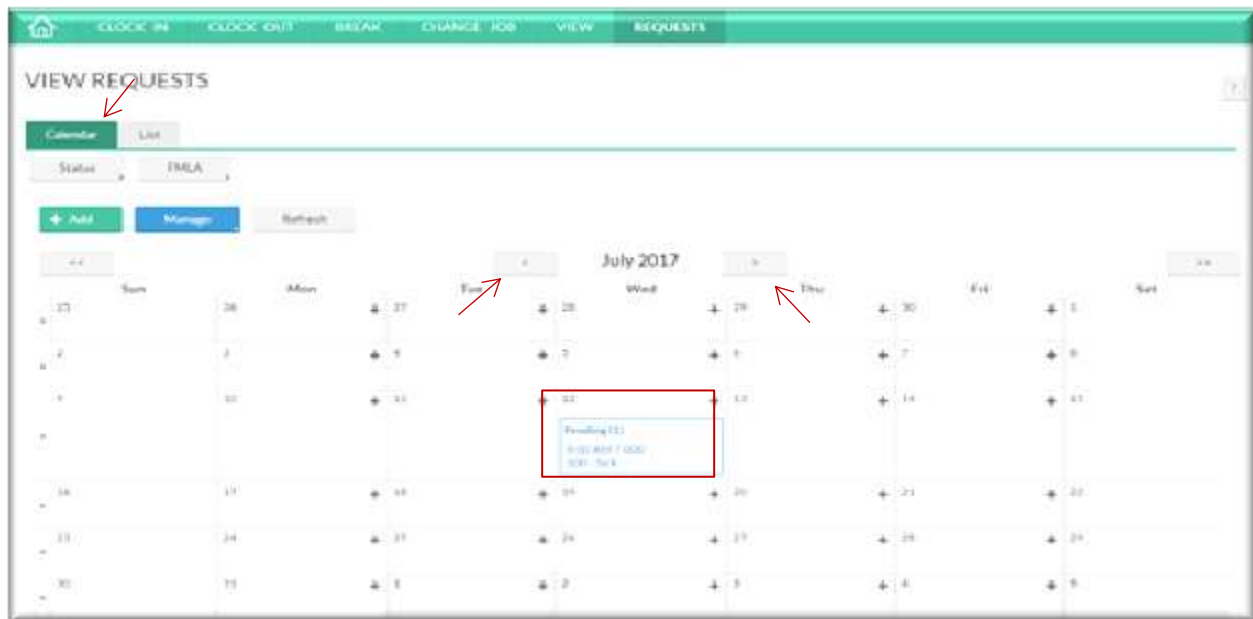 CLOCK IN CLOCK OUT BREAK CHANGE JOB VIEW REQUESTS
VIEW REQUESTS
?
Calendar List
Status FMLA
+ Add Manage Refresh
<< < July 2017 > >>
Sun Mon Tue Wed Thu Fri Sat
25 26 27 28 29 30 1
2 3 4 5 6 7 8
9 10 11 12 13 14 15
Pending
Sick
16 17 18 19 20 21 22
23 24 25 26 27 28 29
30 31 1 2 3 4 5